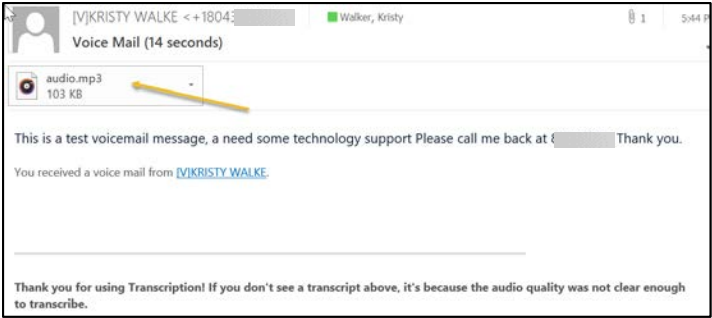 [V]KRISTY WALKE <+1804
Walker, Kristy
1
5:44 P
Voice Mail (14 seconds)
audio.mp3
103 KB
This is a test voicemail message, a need some technology support Please call me back at 8 Thank you.
You received a voice mail from [V]KRISTY WALKE.
Thank you for using Transcription! If you don't see a transcript above, it's because the audio quality was not clear enough
to transcribe.